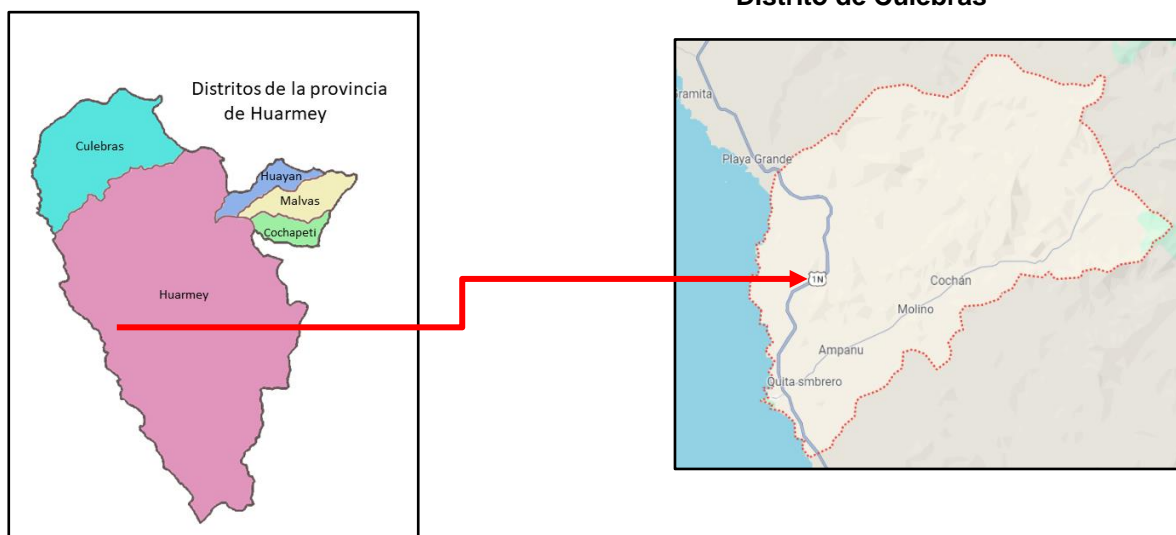 Distrito de Culebras
Distritos de la provincia
de Huarmey
Culebras
Huayan
Malvas
Cochapeti
Huarmey
Playa Grande
1N
Cochán
Molino
Ampanu
Quita smbrero